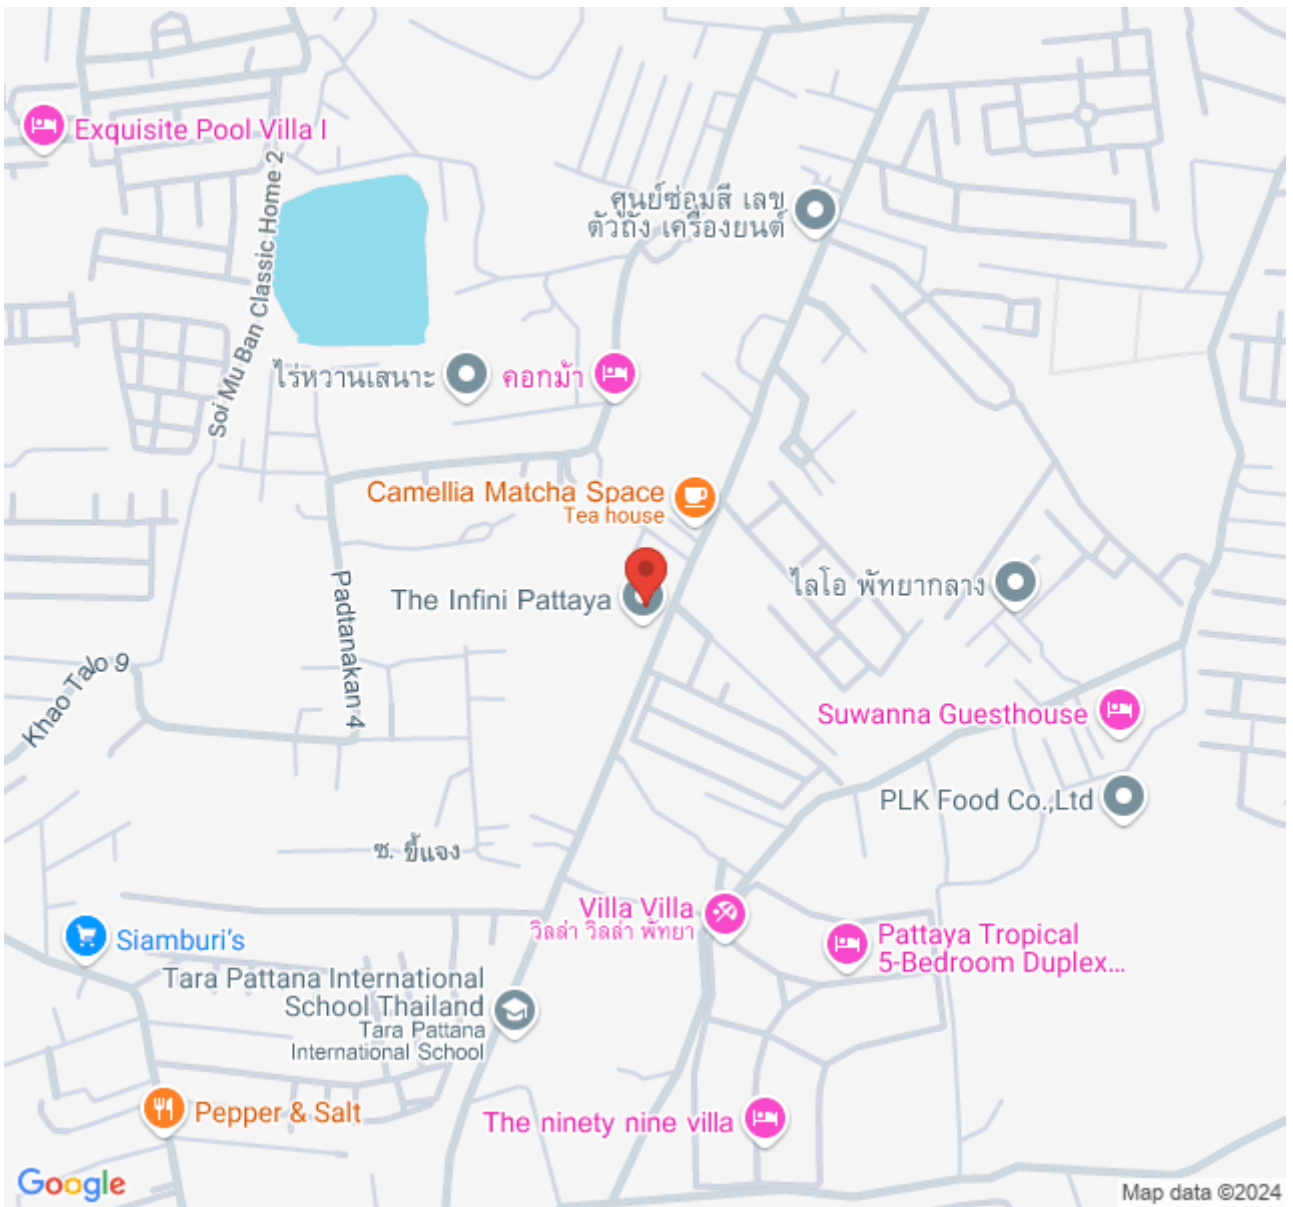 Exquisite Pool Villa I
Soi Mu Ban Classic Home 2
ศูนย์ซ่อมสี เลข
ตัวถัง เครื่องยนต์
ไร่หวานเสนาะ
คอกม้า
Camellia Matcha Space
Tea house
The Infini Pattaya
ไลโอ พัทยากลาง
Padtanakan 4
Khao Talo 9
Suwanna Guesthouse
PLK Food Co.,Ltd
ซ. ขี้แจง
Villa Villa
วิลล่า วิลล่า พัทยา
Siamburi's
Pattaya Tropical
5-Bedroom Duplex...
Tara Pattana International
School Thailand
Tara Pattana
International School
Pepper & Salt
The ninety nine villa
Google
Map data ©2024